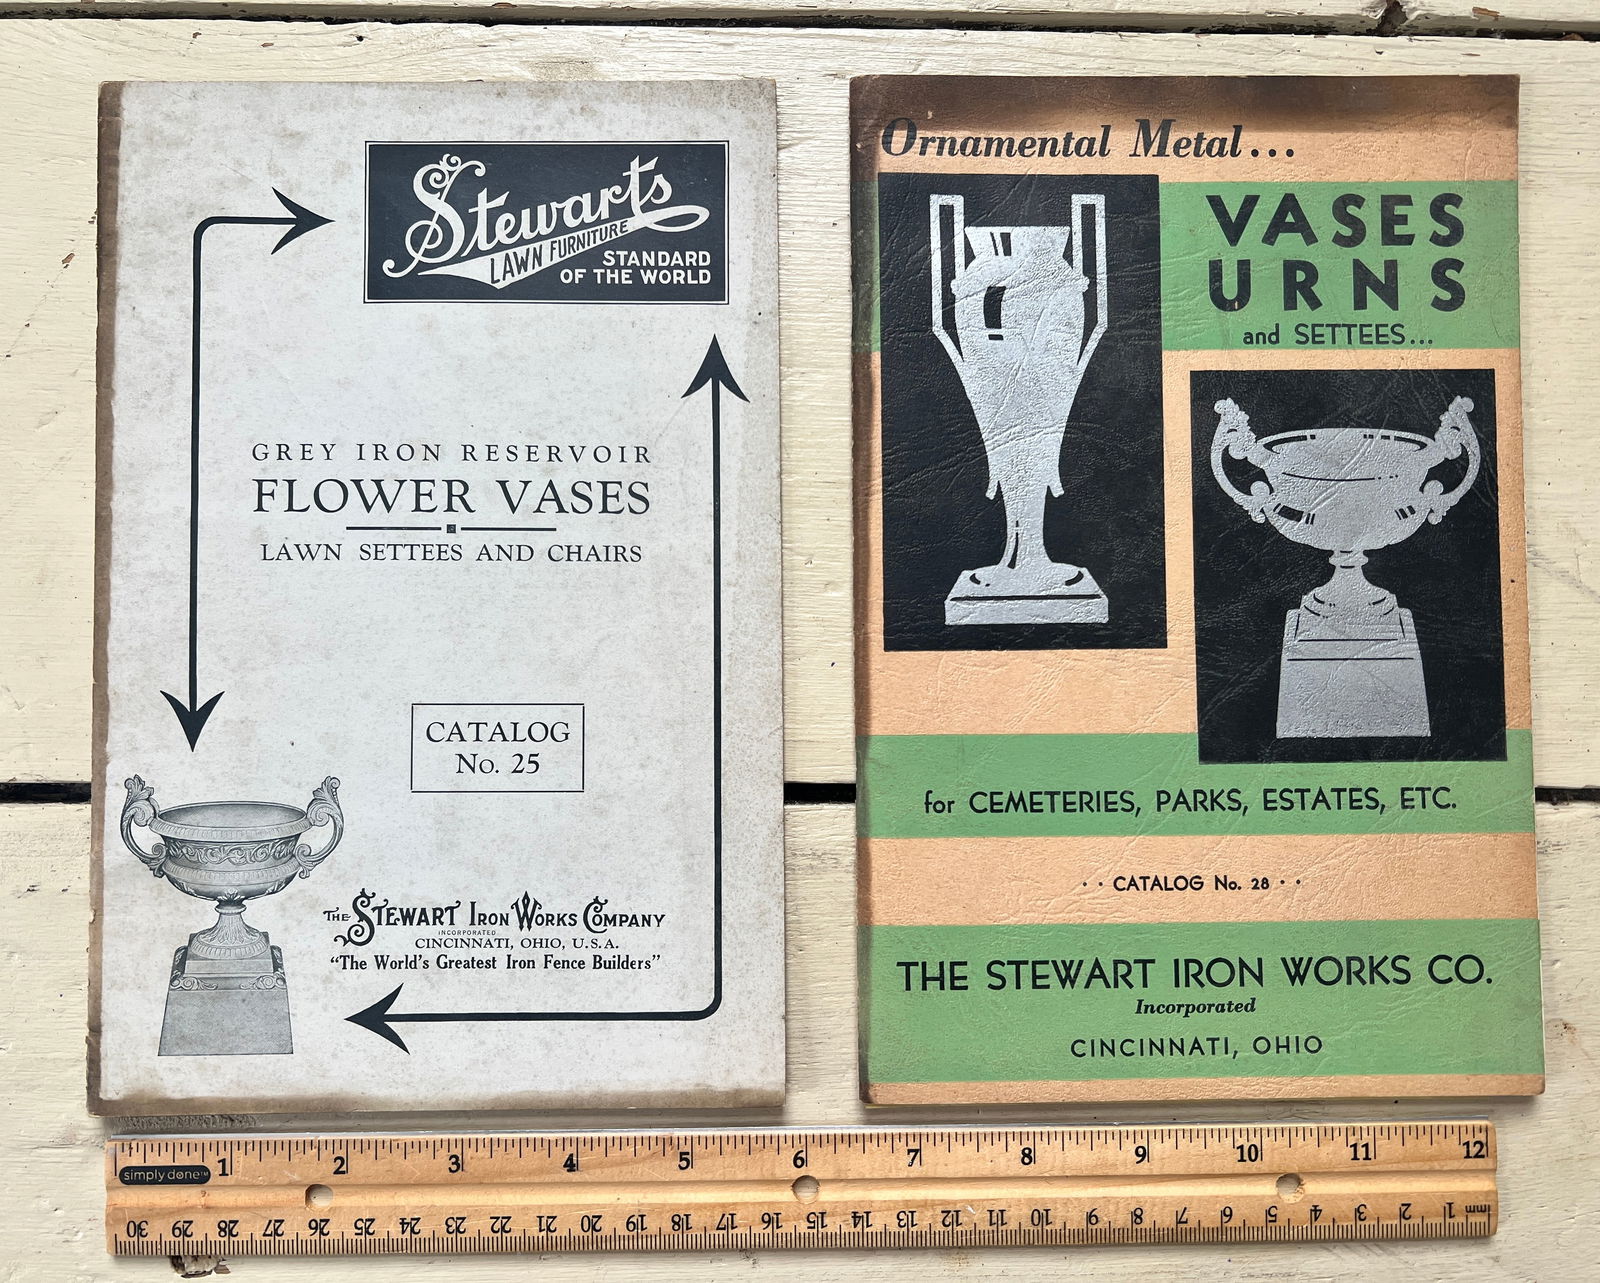 Stewarts
LAWN FURNITURE
STANDARD
OF THE WORLD
GREY IRON RESERVOIR
FLOWER VASES
LAWN SETTEES AND CHAIRS
CATALOG
No. 25
THE STEWART IRON WORKS COMPANY
INCORPORATED
CINCINNATI, OHIO, U.S.A.
"The World's Greatest Iron Fence Builders"
Ornamental Metal...
VASES
URNS
and SETTEES...
for CEMETERIES, PARKS, ESTATES, ETC.
·· CATALOG No. 28 ··
THE STEWART IRON WORKS CO.
Incorporated
CINCINNATI, OHIO
simply done™ 1 2 3 4 5 6 7 8 9 10 11 12
30 29 28 27 26 25 24 23 22 21 20 19 18 17 16 15 14 13 12 11 10 9 8 7 6 5 4 3 2 1 mm